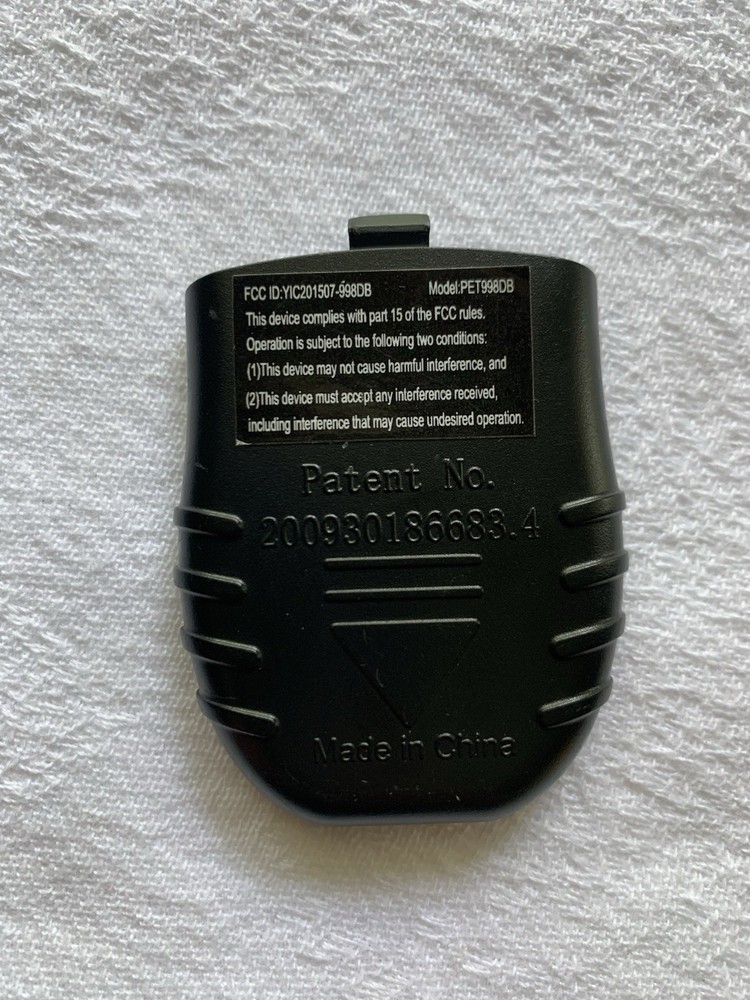 FCC ID:YIC201507-998DB Model:PET998DB
This device complies with part 15 of the FCC rules.
Operation is subject to the following two conditions:
(1)This device may not cause harmful interference, and
(2)This device must accept any interference received,
including interference that may cause undesired operation.
Patent No.
200930186683.4
Made in China